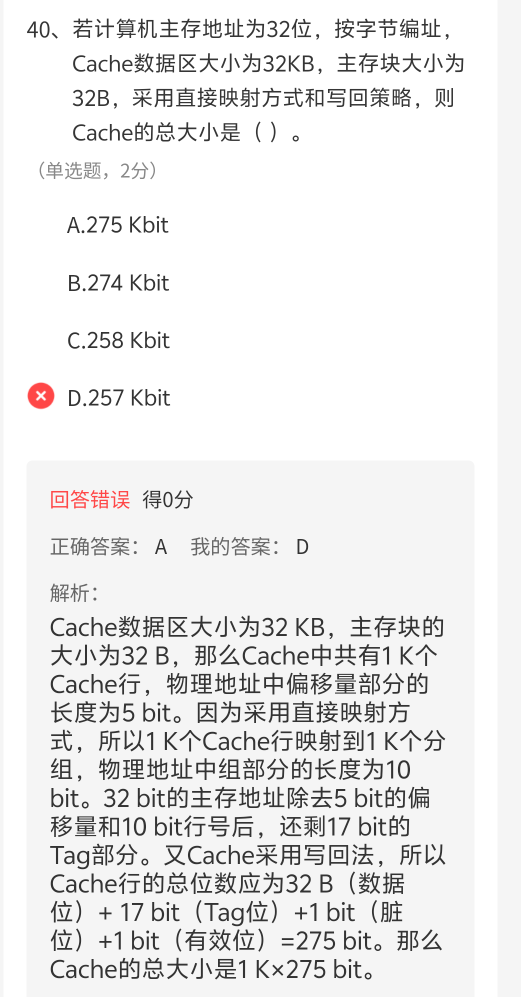 40、若计算机主存地址为32位，按字节编址，
Cache数据区大小为32KB，主存块大小为
32B，采用直接映射方式和写回策略，则
Cache的总大小是（ ）。
（单选题，2分）
A.275 Kbit
B.274 Kbit
C.258 Kbit
D.257 Kbit
回答错误 得0分
正确答案： A 我的答案： D
解析：
Cache数据区大小为32 KB，主存块的
大小为32 B，那么Cache中共有1 K个
Cache行，物理地址中偏移量部分的
长度为5 bit。因为采用直接映射方
式，所以1 K个Cache行映射到1 K个分
组，物理地址中组部分的长度为10
bit。32 bit的主存地址除去5 bit的偏
移量和10 bit行号后，还剩17 bit的
Tag部分。又Cache采用写回法，所以
Cache行的总位数应为32 B（数据
位）+ 17 bit（Tag位）+1 bit（脏
位）+1 bit（有效位）=275 bit。那么
Cache的总大小是1 K×275 bit。